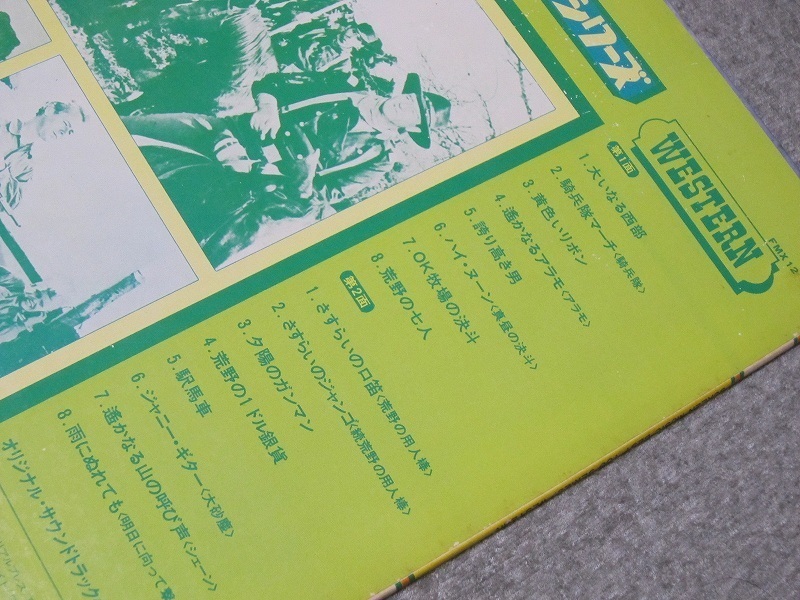 シリーズ
WESTERN
FMX12
第1面
1. 大いなる西部
2. 騎兵隊マーチ〈騎兵隊〉
3. 黄色いリボン
4. 遥かなるアラモ〈アラモ〉
5. 誇り高き男
6. ハイ・ヌーン〈真昼の決斗〉
7. OK牧場の決斗
8. 荒野の七人
第2面
1. さすらいの口笛〈荒野の用人棒〉
2. さすらいのジャンゴ〈続荒野の用人棒〉
3. 夕陽のガンマン
4. 荒野の1ドル銀貨
5. 駅馬車
6. ジャニー・ギター〈大砂塵〉
7. 遥かなる山の呼び声〈シェーン〉
8. 雨にぬれても〈明日に向って撃
オリジナル・サウンドトラック